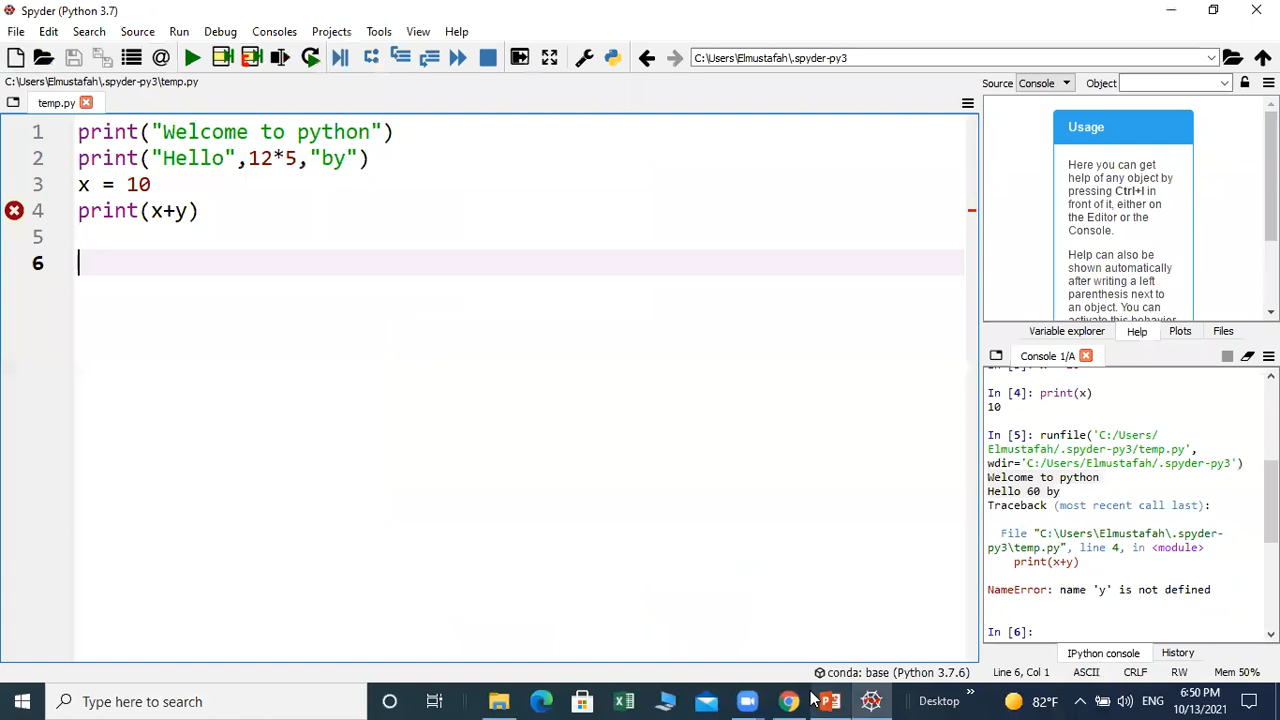 Spyder (Python 3.7)
File Edit Search Source Run Debug Consoles Projects Tools View Help
C:\Users\Elmustafah\.spyder-py3
C:\Users\Elmustafah\.spyder-py3\temp.py
temp.py
1 print("Welcome to python")
2 print("Hello",12*5,"by")
3 x = 10
4 print(x+y)
5
6
Source Console Object
Usage
Here you can get
help of any object by
pressing Ctrl+I in
front of it, either on
the Editor or the
Console.
Help can also be
shown automatically
after writing a left
parenthesis next to
an object. You can
activate this behavior
Variable explorer Help Plots Files
Console 1/A
In [4]: print(x)
10
In [5]: runfile('C:/Users/
Elmustafah/.spyder-py3/temp.py',
wdir='C:/Users/Elmustafah/.spyder-py3')
Welcome to python
Hello 60 by
Traceback (most recent call last):
File "C:\Users\Elmustafah\.spyder-
py3\temp.py", line 4, in <module>
print(x+y)
NameError: name 'y' is not defined
In [6]:
IPython console History
conda: base (Python 3.7.6) Line 6, Col 1 ASCII CRLF RW Mem 50%
Type here to search
Desktop
82°F
ENG
6:50 PM
10/13/2021